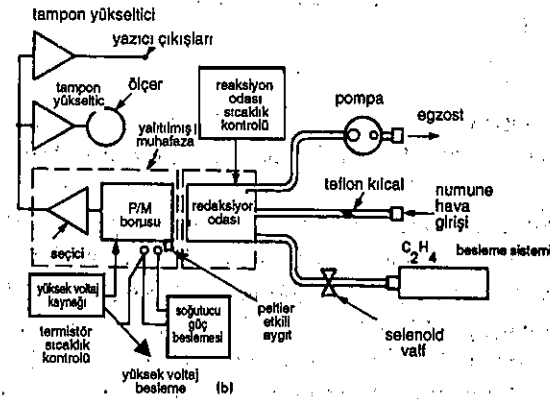 tampon yükseltici
yazıcı çıkışları
tampon
yükseltic
ölçer
reaksiyon
odası
sıcaklık
kontrolü
pompa
egzost
yalıtılmış
muhafaza
P/M
borusu
redaksiyon
odası
teflon kılcal
numune
hava
girişi
seçici
C2H4
besleme sistemi
yüksek voltaj
kaynağı
soğutucu
güç
beslemesi
peltler
etkili
aygıt
selenoid
valf
termistör
sıcaklık
kontrolü
yüksek voltaj
besleme
(b)